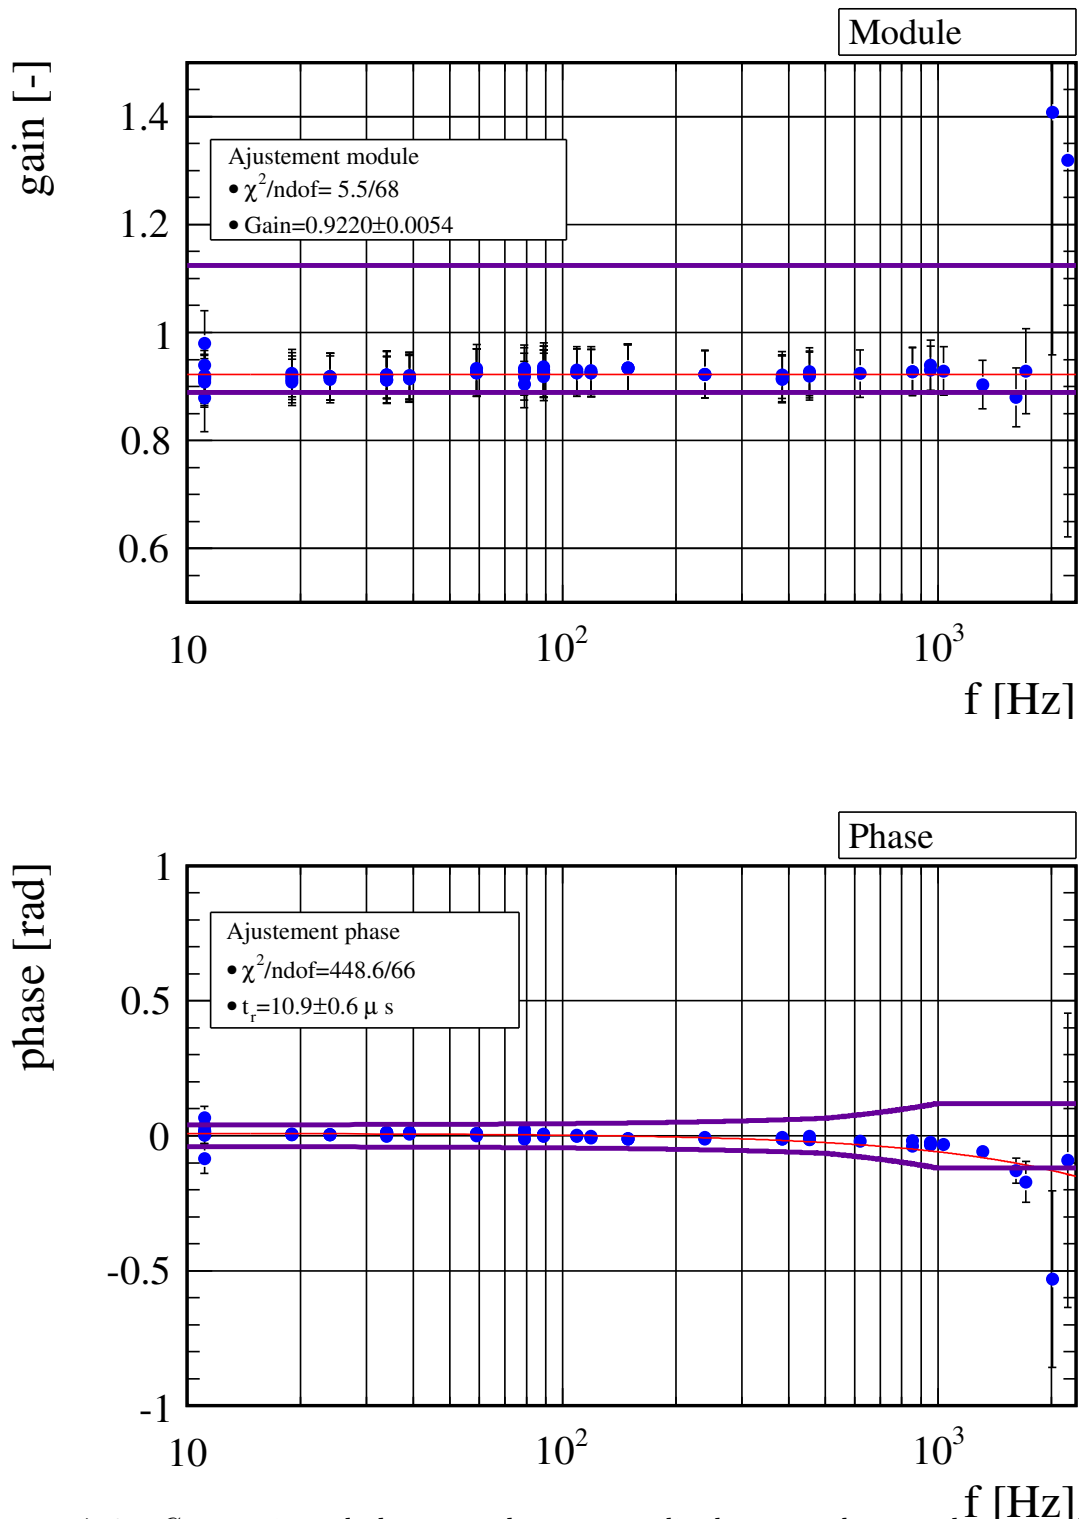 Module
gain [-]
1.4
1.2
1
0.8
0.6
Ajustement module
• χ²/ndof= 5.5/68
• Gain=0.9220±0.0054
10
10²
10³
f [Hz]
Phase
phase [rad]
1
0.5
0
-0.5
-1
Ajustement phase
• χ²/ndof=448.6/66
• tᵣ=10.9±0.6 μ s
10
10²
10³
f [Hz]